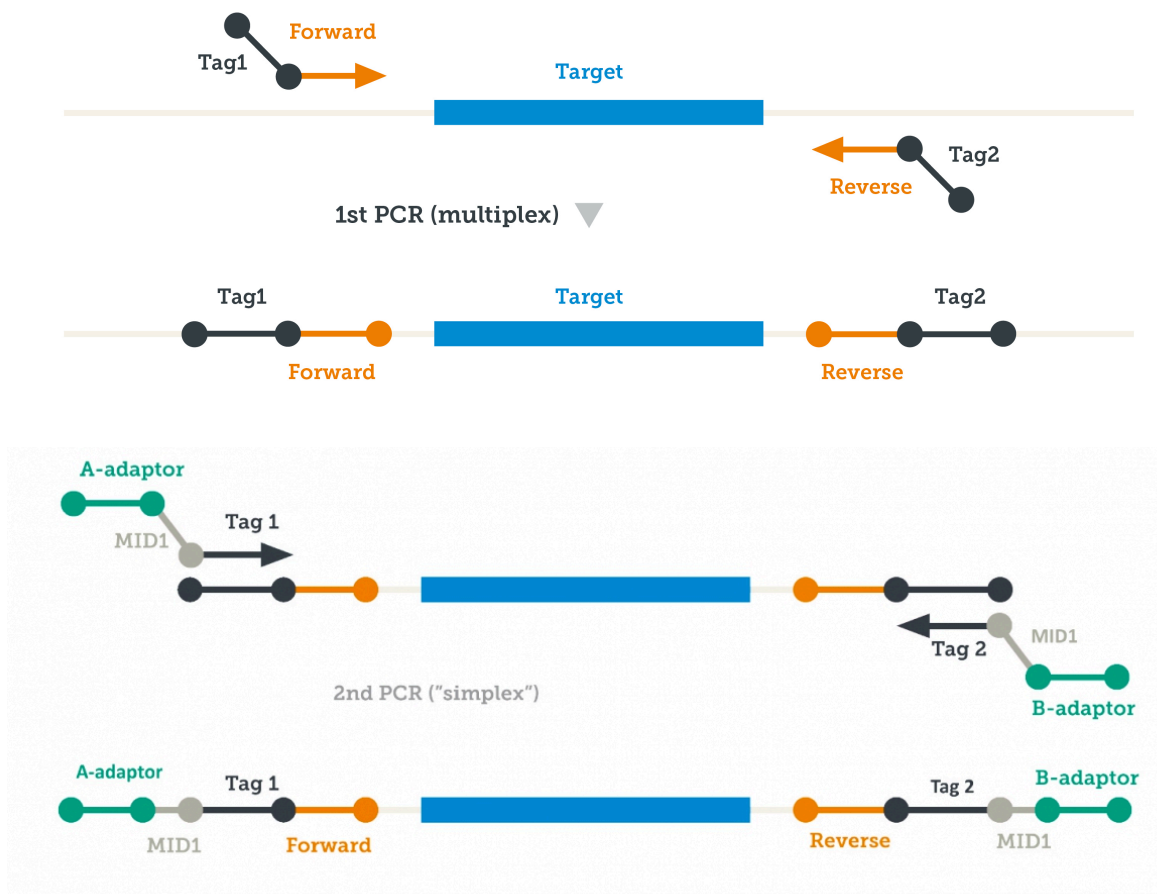 Forward
Tag1
Target
Tag2
Reverse
1st PCR (multiplex)
Tag1
Target
Tag2
Forward
Reverse
A-adaptor
Tag 1
MID1
MID1
Tag 2
2nd PCR ("simplex")
B-adaptor
A-adaptor
Tag 1
Tag 2
B-adaptor
MID1
Forward
Reverse
MID1